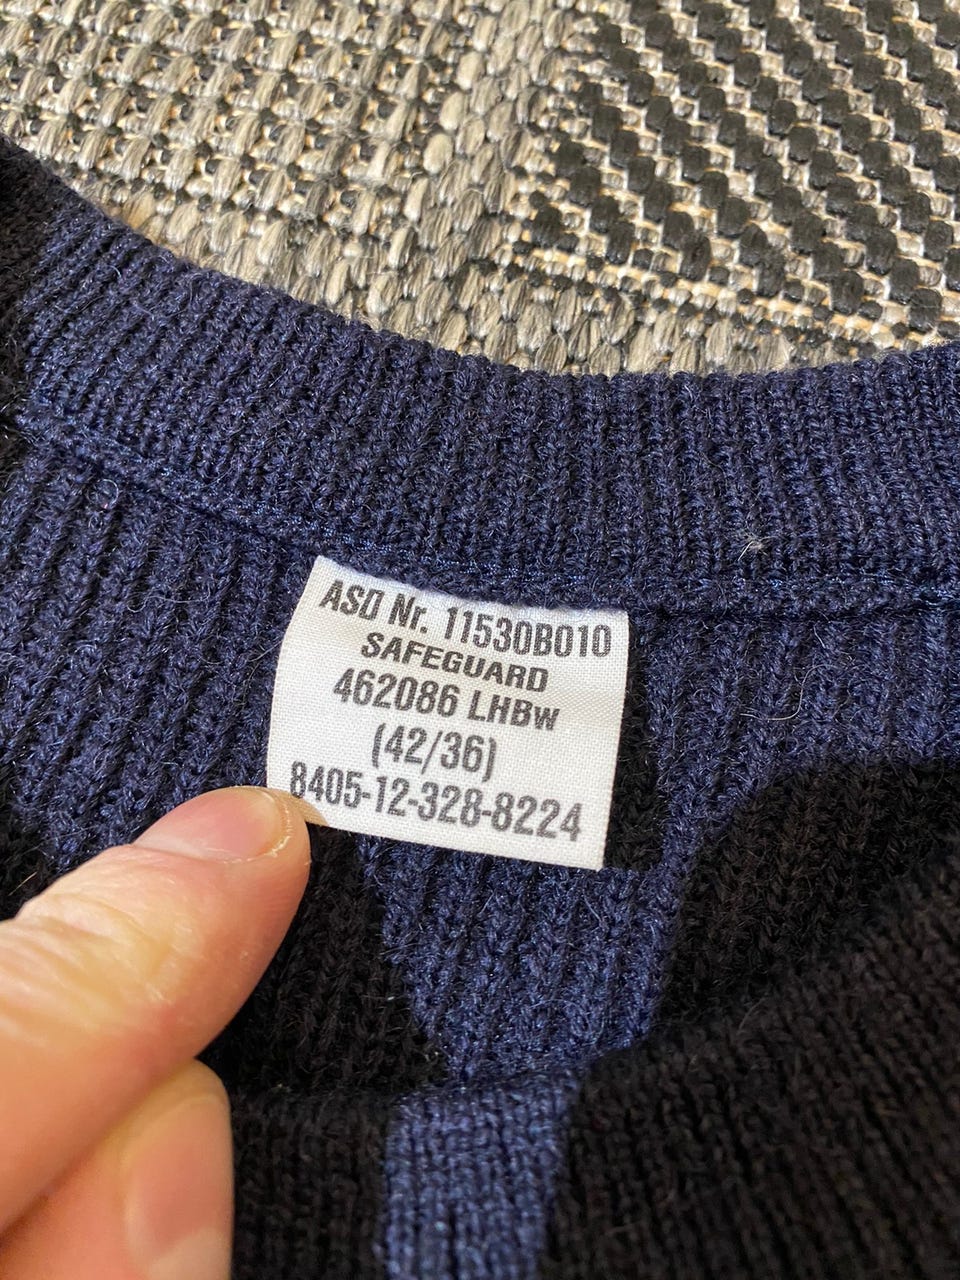 ASD Nr. 11530B010
SAFEGUARD
462086 LHBw
(42/36)
8405-12-328-8224